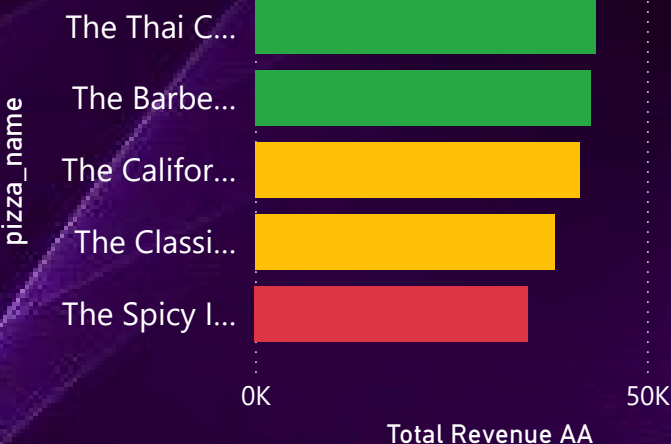 pizza_name
The Thai C...
The Barbe...
The Califor...
The Classi...
The Spicy I...
0K
50K
Total Revenue AA